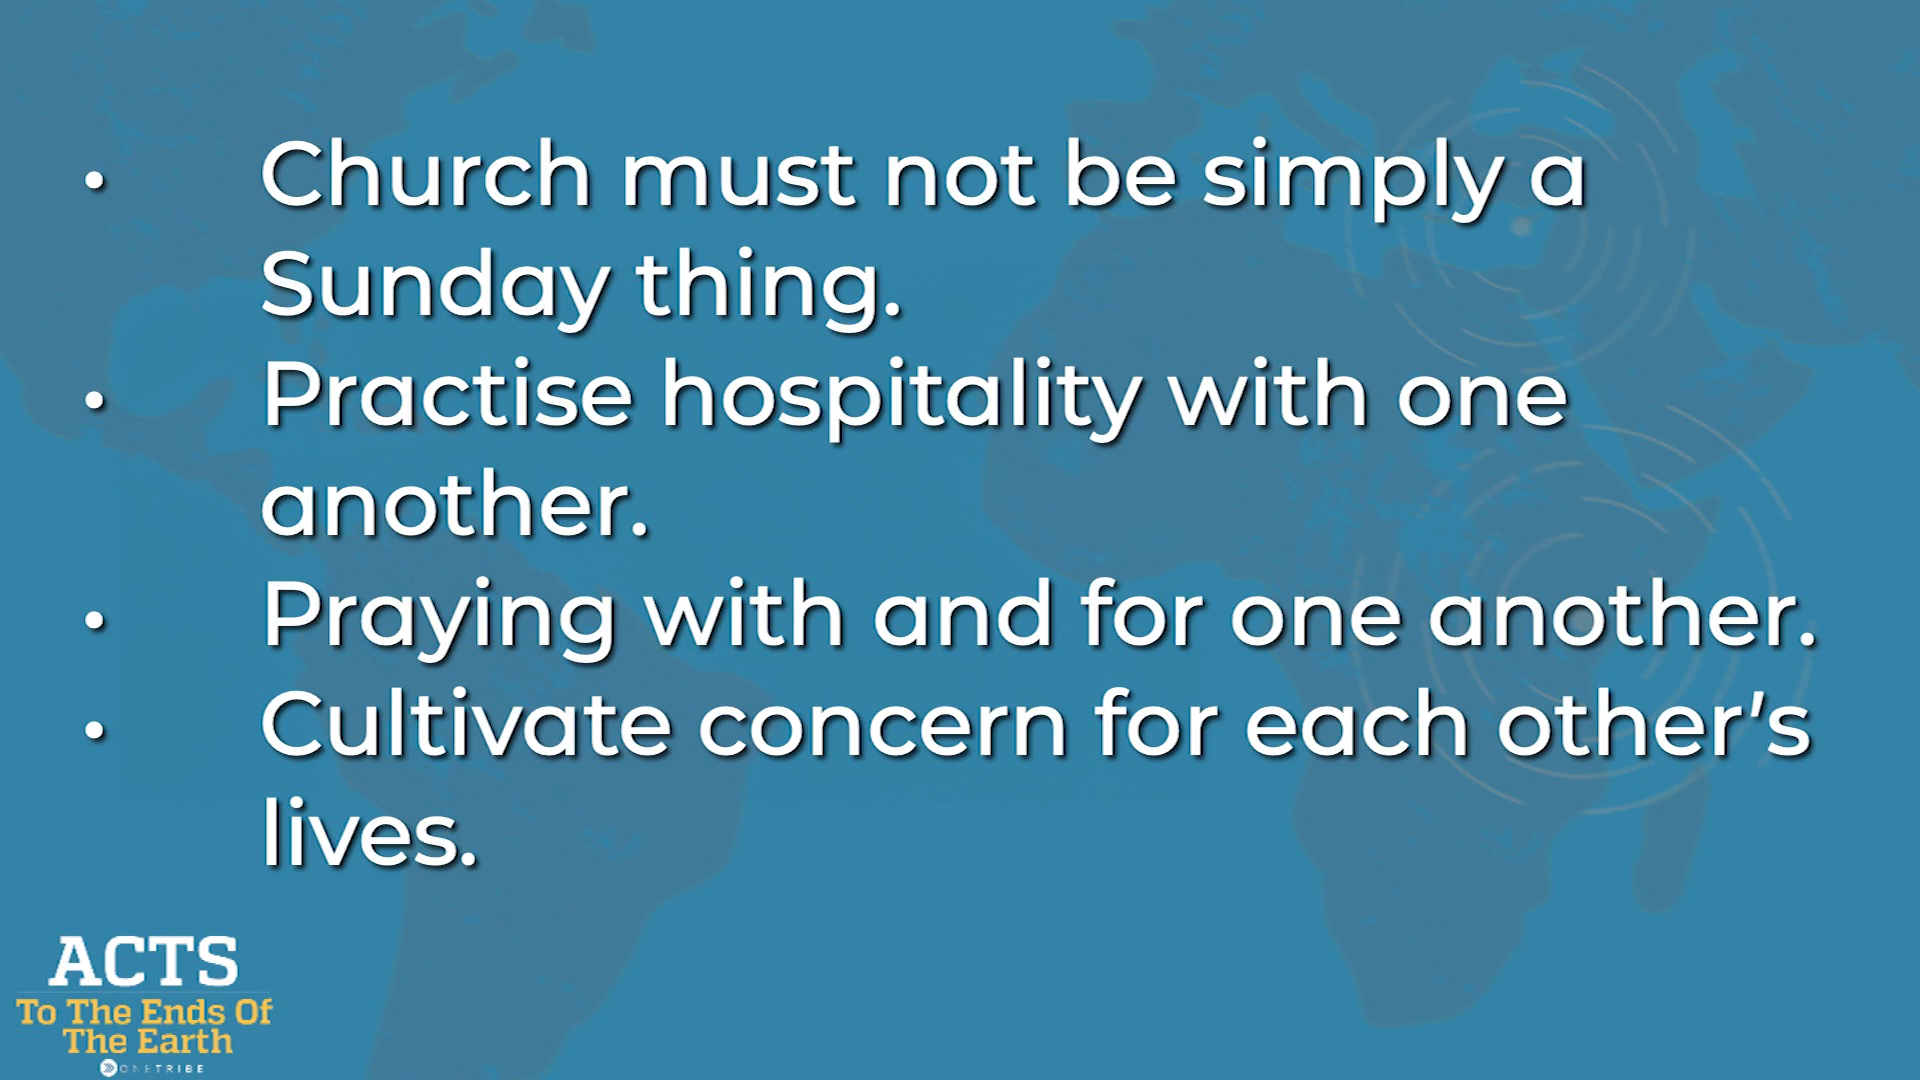 • Church must not be simply a
Sunday thing.
• Practise hospitality with one
another.
• Praying with and for one another.
• Cultivate concern for each other's
lives.
ACTS
To The Ends Of
The Earth
ONETRIBE